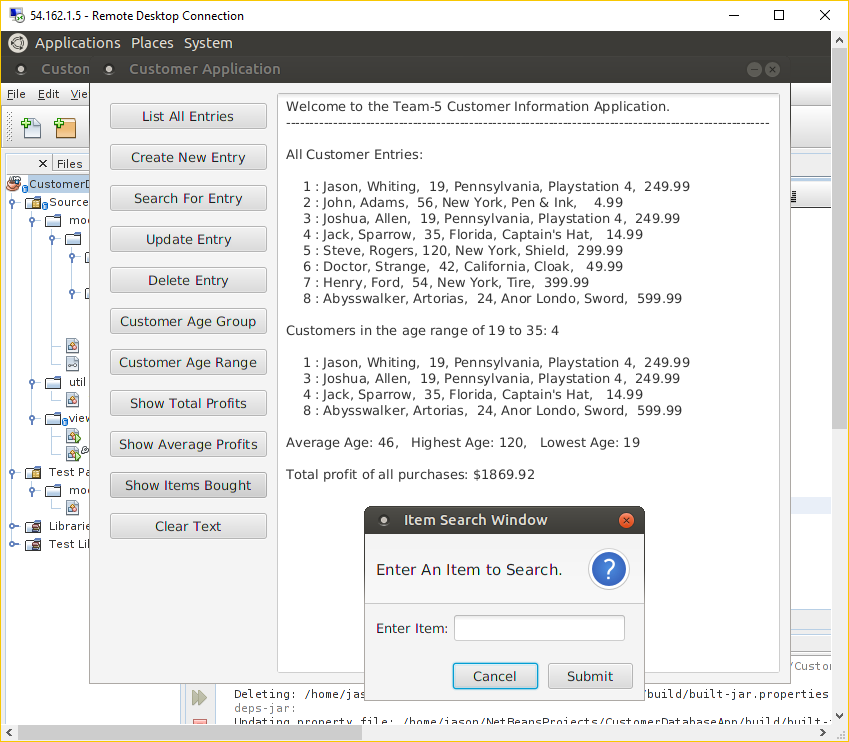 54.162.1.5 - Remote Desktop Connection
Applications Places System
Custon
Customer Application
File Edit Vie
Files
CustomerD
Source
mod
util
view
Test Pa
mod
Librarie
Test Lib
List All Entries
Create New Entry
Search For Entry
Update Entry
Delete Entry
Customer Age Group
Customer Age Range
Show Total Profits
Show Average Profits
Show Items Bought
Clear Text
Welcome to the Team-5 Customer Information Application.
--------------------------------------------------------------------------------
All Customer Entries:
1 : Jason, Whiting, 19, Pennsylvania, Playstation 4, 249.99
2 : John, Adams, 56, New York, Pen & Ink, 4.99
3 : Joshua, Allen, 19, Pennsylvania, Playstation 4, 249.99
4 : Jack, Sparrow, 35, Florida, Captain's Hat, 14.99
5 : Steve, Rogers, 120, New York, Shield, 299.99
6 : Doctor, Strange, 42, California, Cloak, 49.99
7 : Henry, Ford, 54, New York, Tire, 399.99
8 : Abysswalker, Artorias, 24, Anor Londo, Sword, 599.99
Customers in the age range of 19 to 35: 4
1 : Jason, Whiting, 19, Pennsylvania, Playstation 4, 249.99
3 : Joshua, Allen, 19, Pennsylvania, Playstation 4, 249.99
4 : Jack, Sparrow, 35, Florida, Captain's Hat, 14.99
8 : Abysswalker, Artorias, 24, Anor Londo, Sword, 599.99
Average Age: 46, Highest Age: 120, Lowest Age: 19
Total profit of all purchases: $1869.92
Item Search Window
Enter An Item to Search.
?
Enter Item:
Cancel Submit
/Custor
Deleting: /home/jas /build/built-jar.properties
deps-jar:
Updating property file: /home/jason/NetBeansProjects/CustomerDatabaseApp/build/built-